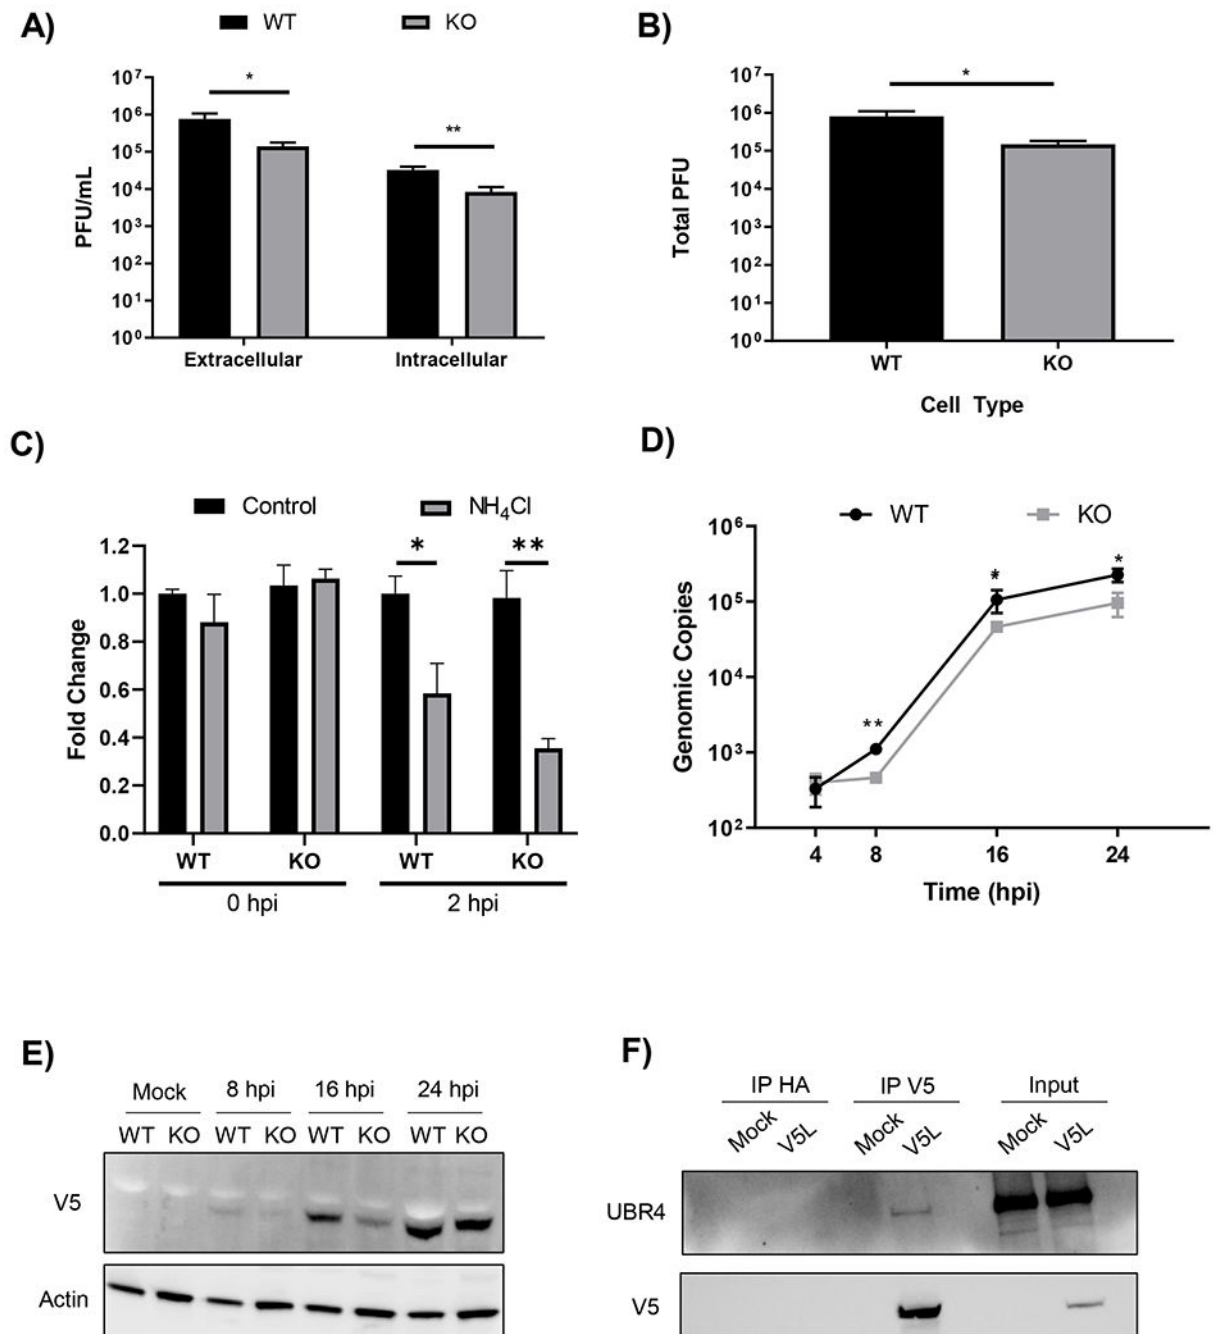 A)
WT KO
*
**
10⁷
10⁶
10⁵
10⁴
10³
10²
10¹
10⁰
PFU/mL
Extracellular Intracellular
B)
*
10⁷
10⁶
10⁵
10⁴
10³
10²
10¹
10⁰
Total PFU
WT KO
Cell Type
C)
Control NH₄Cl
* **
1.2
1.0
0.8
0.6
0.4
0.2
0.0
Fold Change
WT KO WT KO
0 hpi 2 hpi
D)
WT KO
10⁶
10⁵
10⁴
10³
10²
Genomic Copies
**
*
*
4 8 16 24
Time (hpi)
E)
Mock 8 hpi 16 hpi 24 hpi
WT KO WT KO WT KO WT KO
V5
Actin
F)
IP HA IP V5 Input
Mock V5L Mock V5L Mock V5L
UBR4
V5